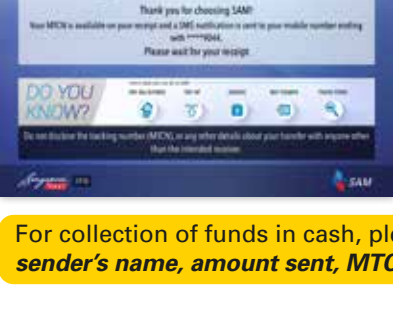 Thank you for choosing SAM!
Your MTCN is available on your receipt and a SMS notification is sent to your mobile number ending
with *****9044.
Please wait for your receipt
DO YOU
KNOW?
Do not disclose the tracking number (MTCN), or any other details about your transfer with anyone other
than the intended receiver.
Singapore
Post
SAM
For collection of funds in cash, ple
sender's name, amount sent, MTC